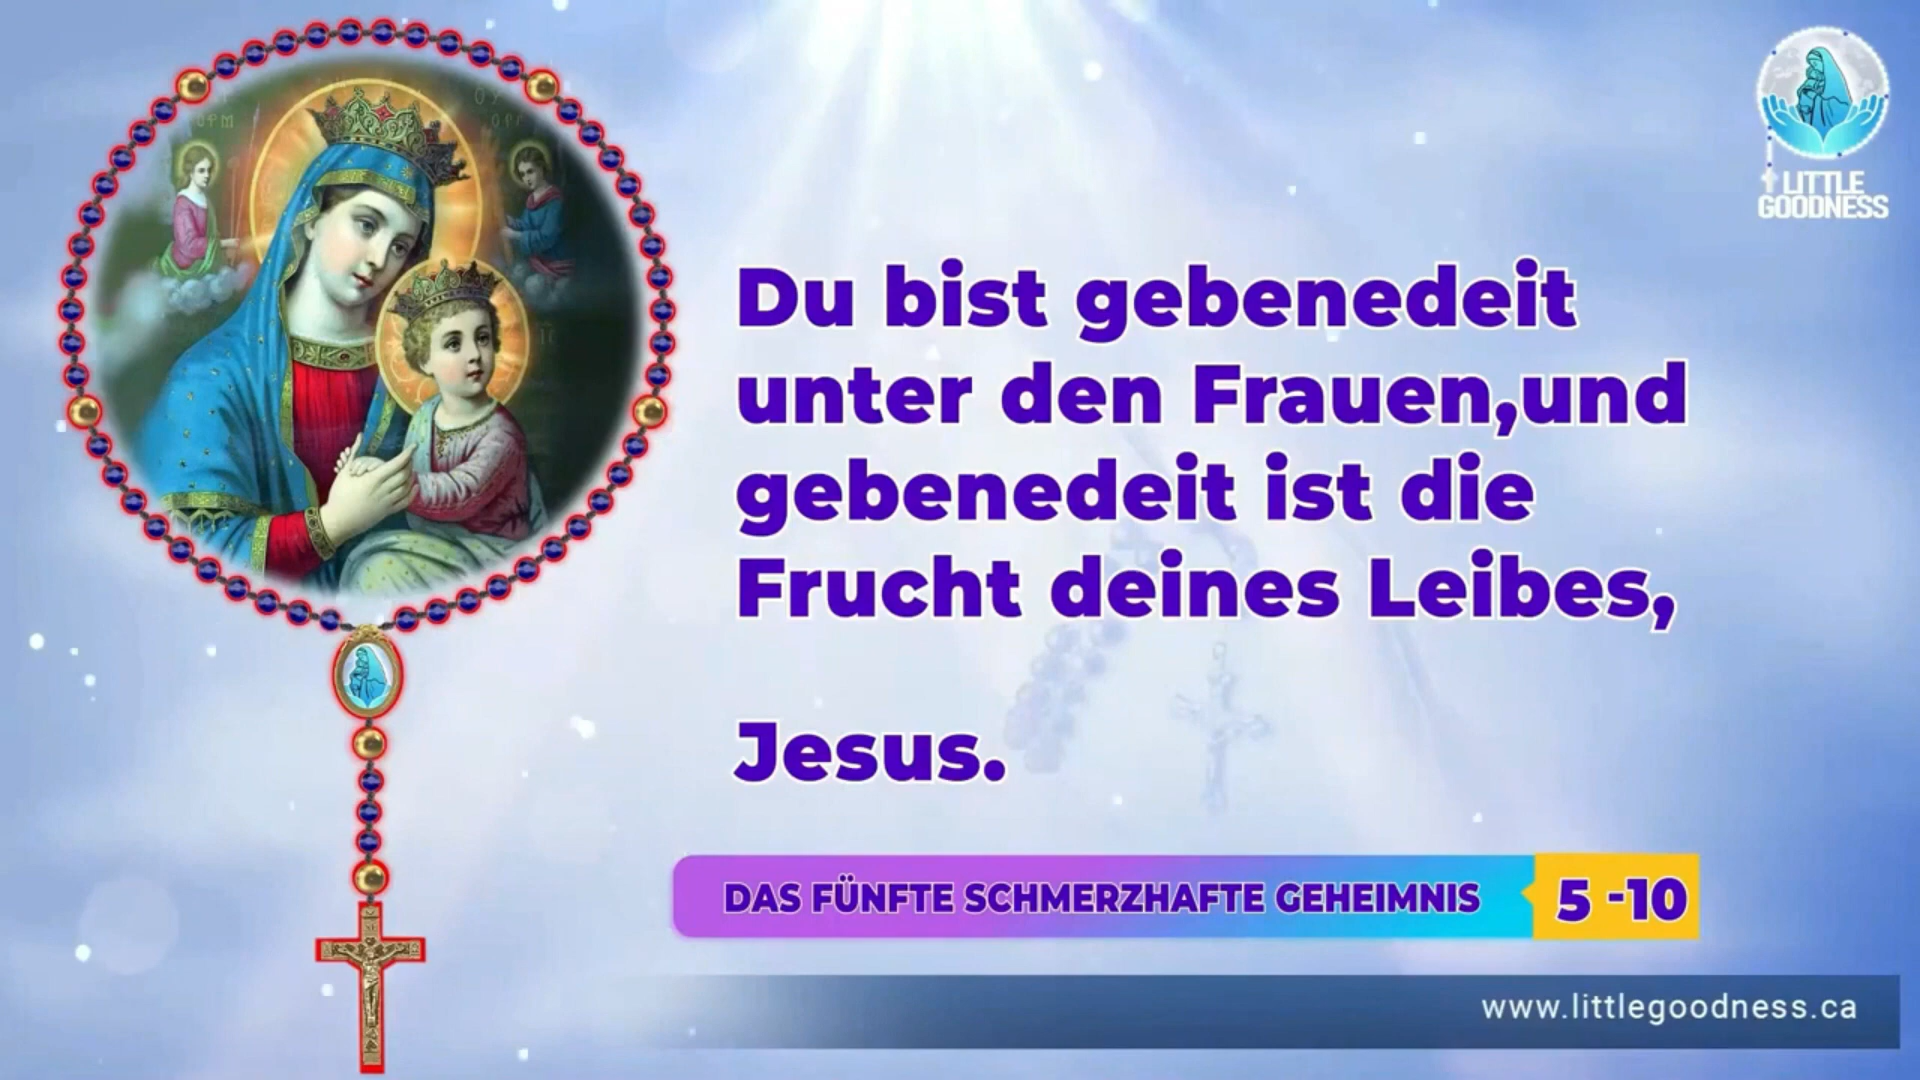 LITTLE
GOODNESS
Du bist gebenedeit
unter den Frauen,und
gebenedeit ist die
Frucht deines Leibes,
Jesus.
DAS FÜNFTE SCHMERZHAFTE GEHEIMNIS
5 -10
www.littlegoodness.ca